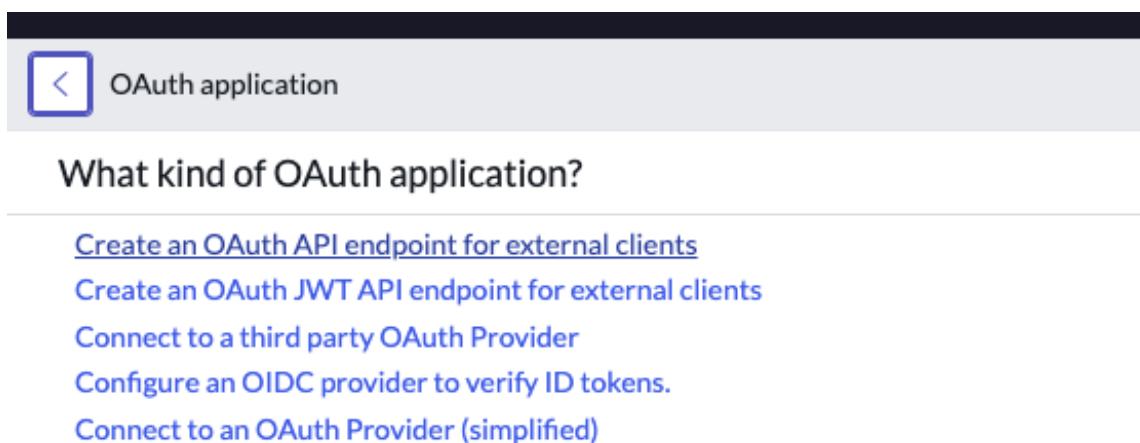 OAuth application
What kind of OAuth application?
Create an OAuth API endpoint for external clients
Create an OAuth JWT API endpoint for external clients
Connect to a third party OAuth Provider
Configure an OIDC provider to verify ID tokens.
Connect to an OAuth Provider (simplified)